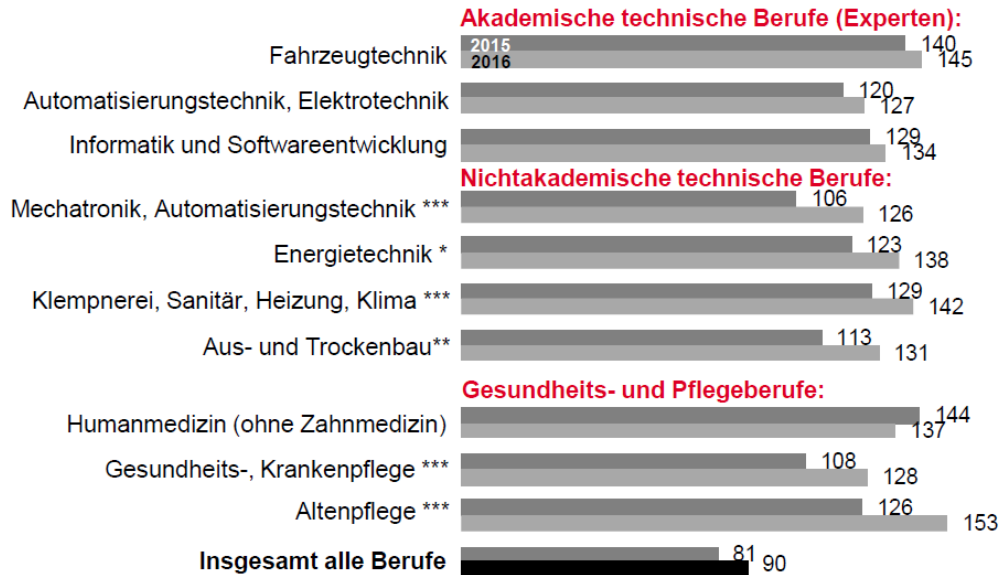 Akademische technische Berufe (Experten):
Fahrzeugtechnik 2015 140
2016 145
Automatisierungstechnik, Elektrotechnik 120
127
Informatik und Softwareentwicklung 129
134
Nichtakademische technische Berufe:
Mechatronik, Automatisierungstechnik *** 106
126
Energietechnik * 123
138
Klempnerei, Sanitär, Heizung, Klima *** 129
142
Aus- und Trockenbau** 113
131
Gesundheits- und Pflegeberufe:
Humanmedizin (ohne Zahnmedizin) 144
137
Gesundheits-, Krankenpflege *** 108
128
Altenpflege *** 126
153
Insgesamt alle Berufe 81
90